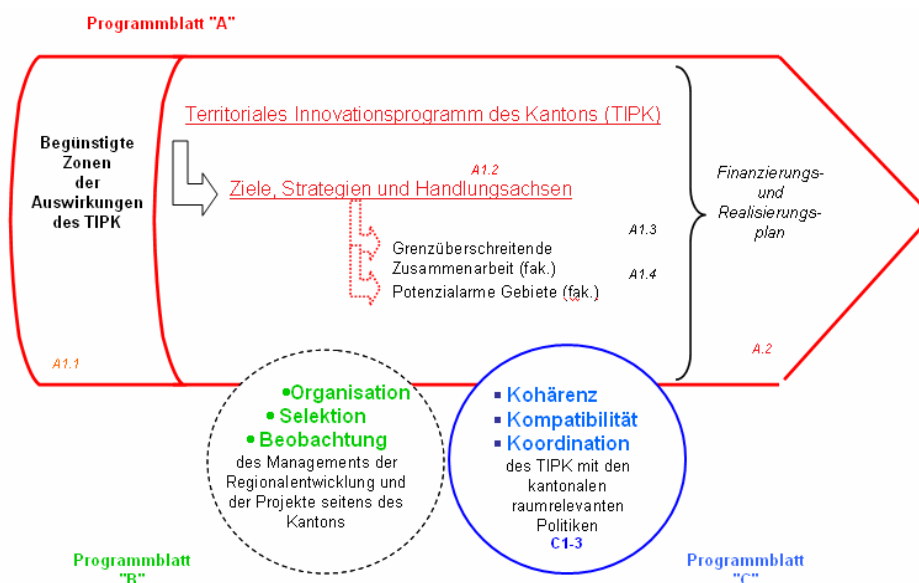 Programmblatt "A"
Begünstigte
Zonen
der
Auswirkungen
des TIPK
A1.1
Territoriales Innovationsprogramm des Kantons (TIPK)
A1.2
Ziele, Strategien und Handlungsachsen
A1.3
Grenzüberschreitende
Zusammenarbeit (fak.)
A1.4
Potenzialarme Gebiete (fak.)
Finanzierungs-
und
Realisierungs-
plan
A.2
•Organisation
• Selektion
• Beobachtung
des Managements der
Regionalentwicklung und
der Projekte seitens des
Kantons
▪ Kohärenz
▪ Kompatibilität
▪ Koordination
des TIPK mit den
kantonalen
raumrelevanten
Politiken
C1-3
Programmblatt
"B"
Programmblatt
"C"